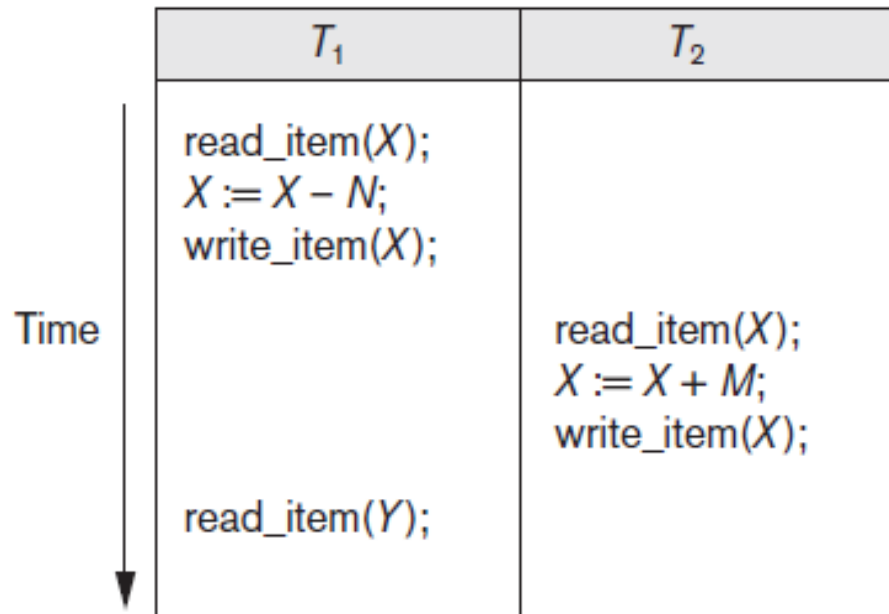 T₁ T₂
read_item(X);
X := X – N;
write_item(X);
Time
read_item(X);
X := X + M;
write_item(X);
read_item(Y);